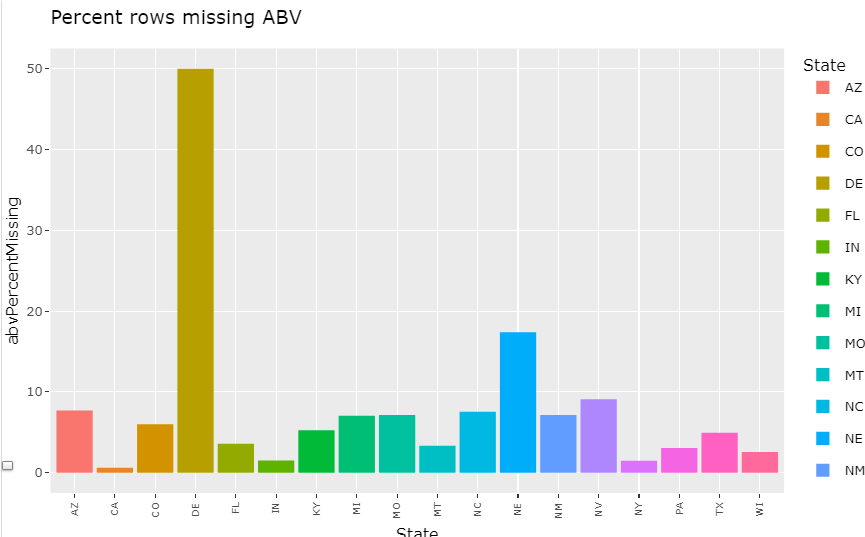 Percent rows missing ABV
abvPercentMissing
50
40
30
20
10
0
AZ CA CO DE FL IN KY MI MO MT NC NE NM NV NY PA TX WI
State
State
AZ
CA
CO
DE
FL
IN
KY
MI
MO
MT
NC
NE
NM